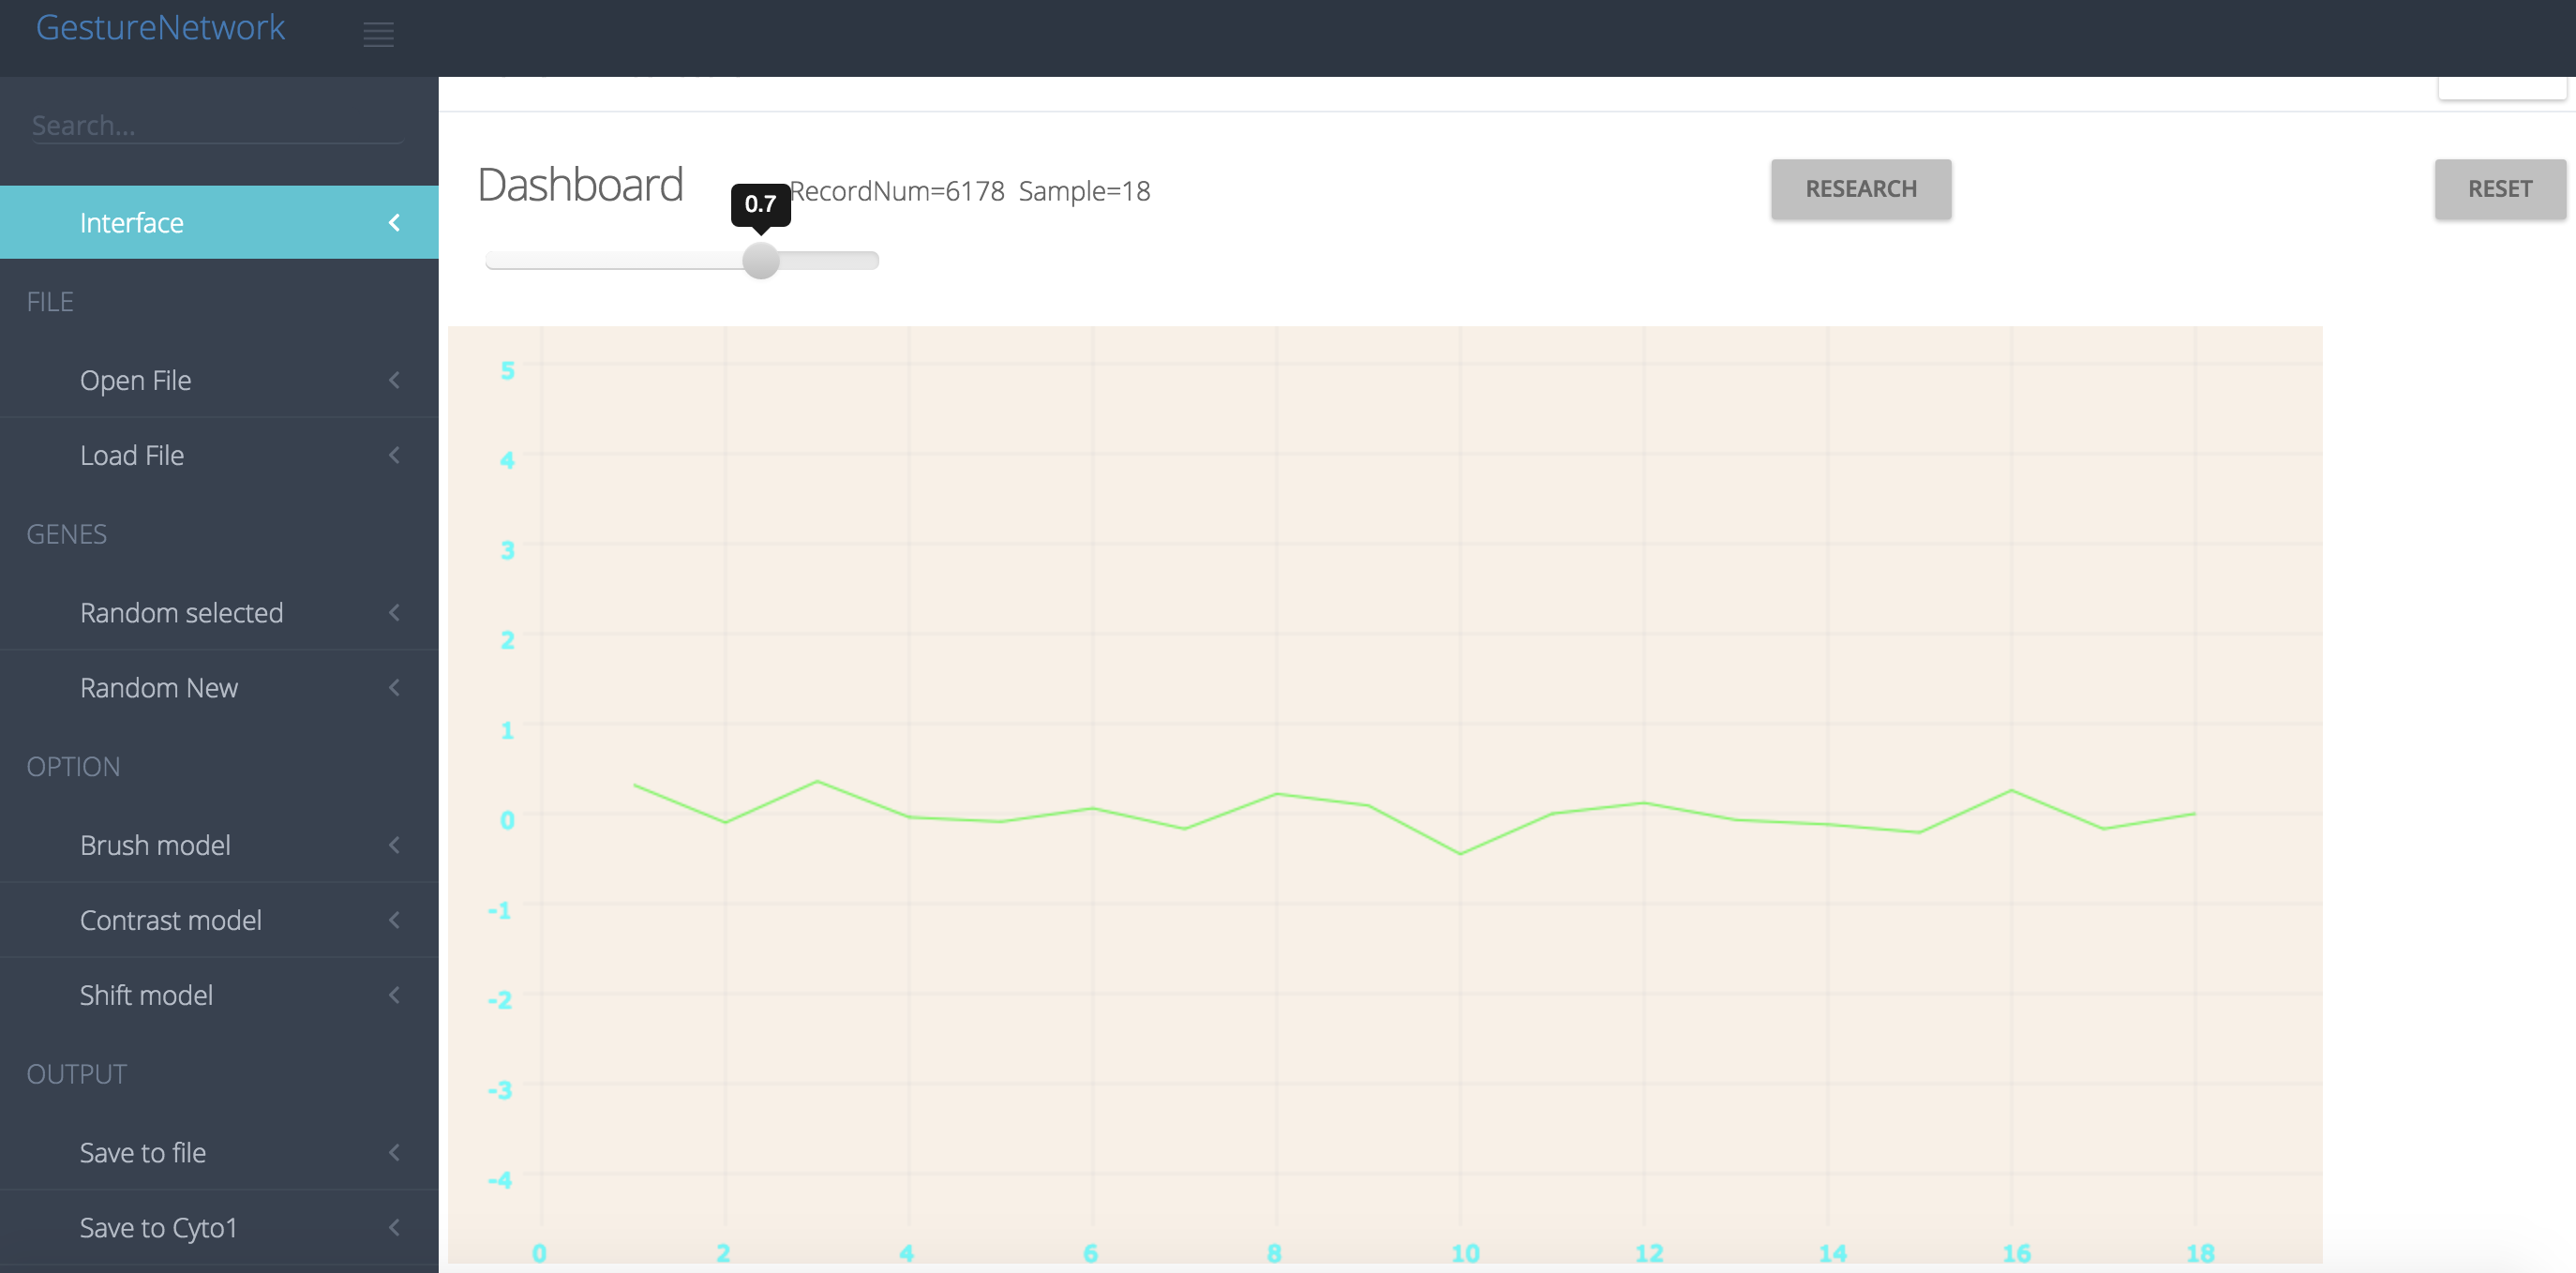 GestureNetwork
Search...
Interface
FILE
Open File
Load File
GENES
Random selected
Random New
OPTION
Brush model
Contrast model
Shift model
OUTPUT
Save to file
Save to Cyto1
Dashboard
RecordNum=6178 Sample=18
RESEARCH
RESET
0.7
5
4
3
2
1
0
-1
-2
-3
-4
0 2 4 6 8 10 12 14 16 18